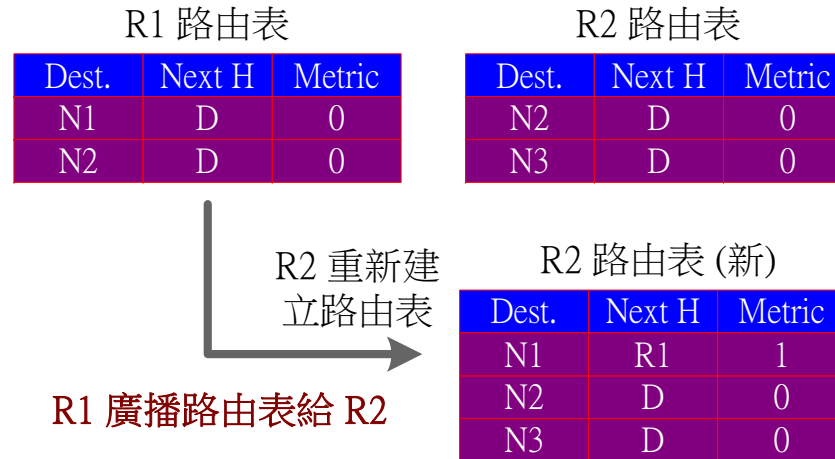 R1 路由表
Dest. Next H Metric
N1 D 0
N2 D 0
R2 路由表
Dest. Next H Metric
N2 D 0
N3 D 0
R2 重新建
立路由表
R1 廣播路由表給 R2
R2 路由表 (新)
Dest. Next H Metric
N1 R1 1
N2 D 0
N3 D 0